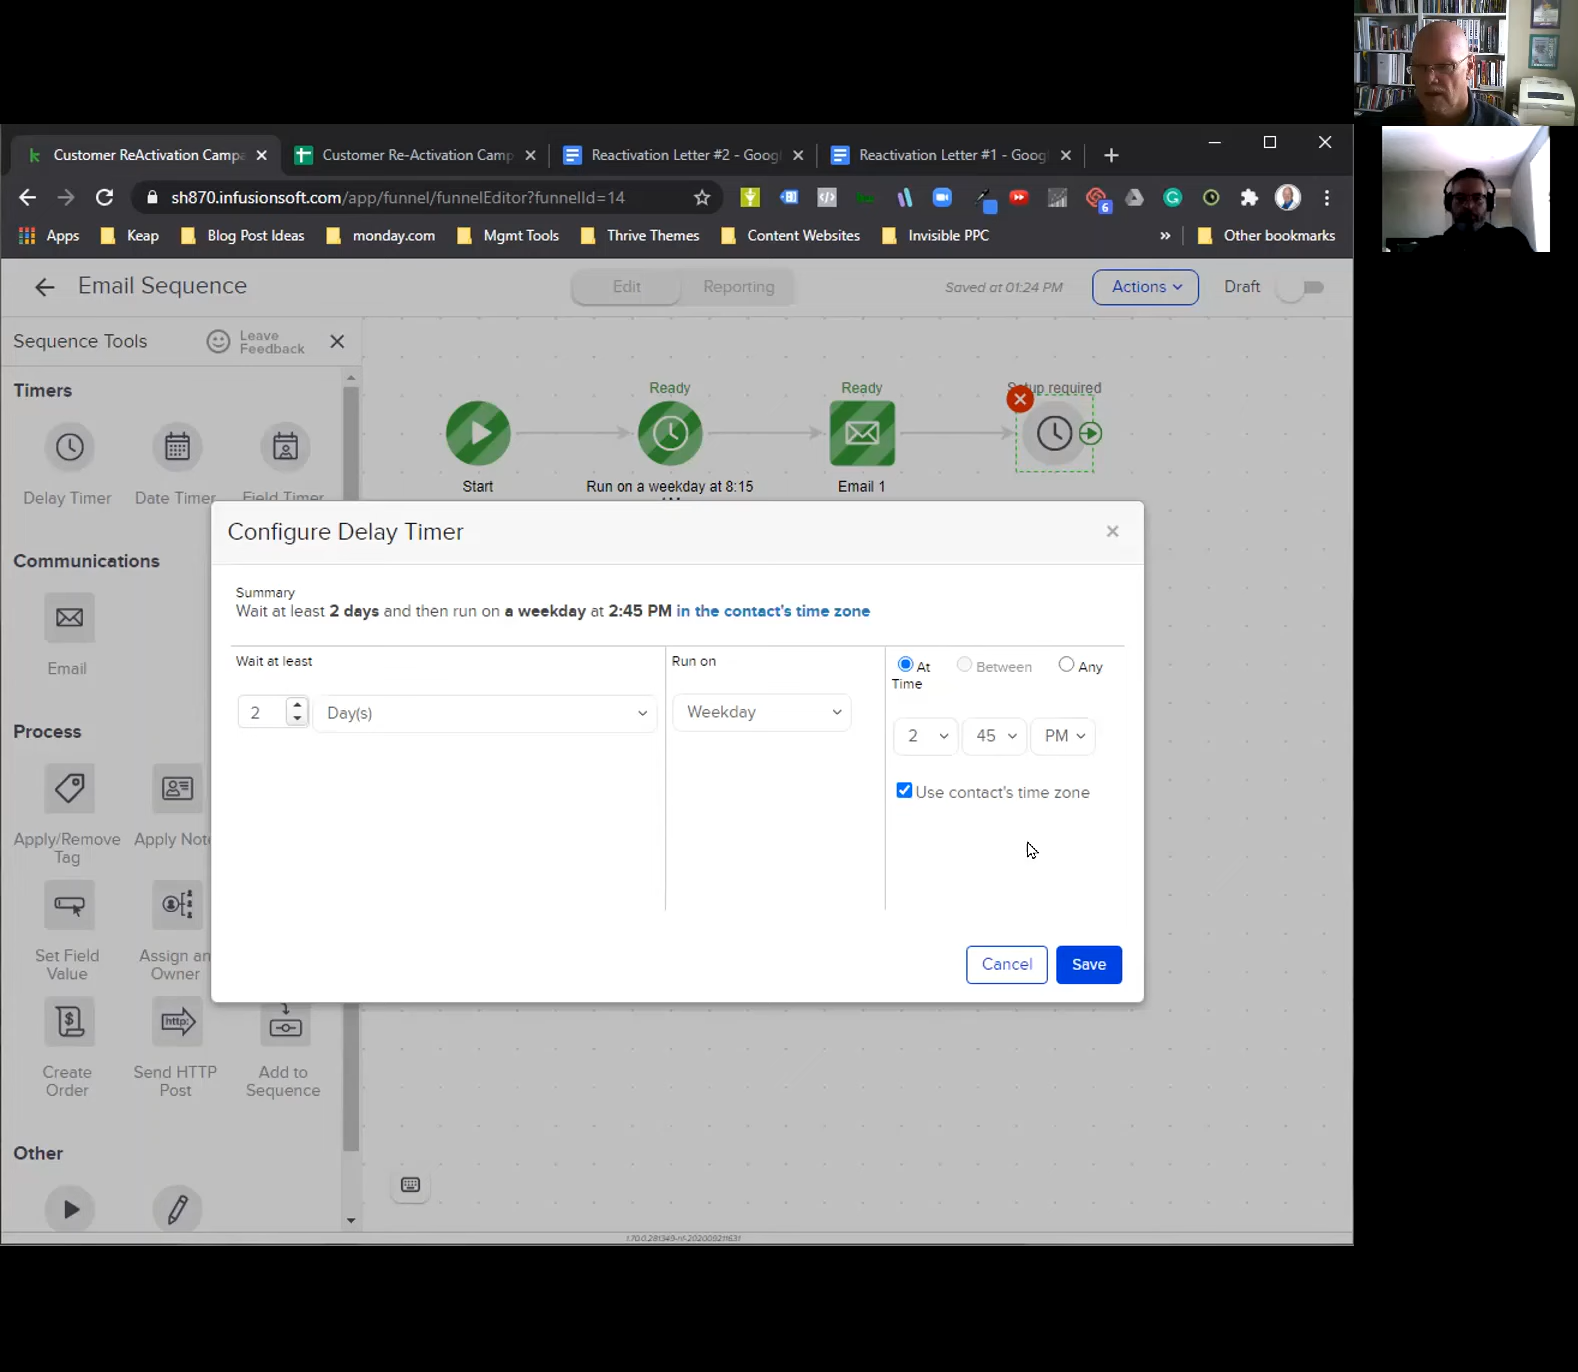 Customer ReActivation Campa
Customer Re-Activation Camp
Reactivation Letter #2 - Goog
Reactivation Letter #1 - Goog
sh870.infusionsoft.com/app/funnel/funnelEditor?funnelId=14
6
Apps
Keap
Blog Post Ideas
monday.com
Mgmt Tools
Thrive Themes
Content Websites
Invisible PPC
»
Other bookmarks
Email Sequence
Edit
Reporting
Saved at 01:24 PM
Actions
Draft
Sequence Tools
Leave
Feedback
Timers
Delay Timer
Date Timer
Field Timer
Ready
Ready
Setup required
Start
Run on a weekday at 8:15
Email 1
Communications
Email
Process
Apply/Remove
Tag
Apply Note
Set Field
Value
Assign an
Owner
Create
Order
http:
Send HTTP
Post
Add to
Sequence
Other
Configure Delay Timer
Summary
Wait at least 2 days and then run on a weekday at 2:45 PM in the contact's time zone
Wait at least
2
Day(s)
Run on
Weekday
At
Time
Between
Any
2
45
PM
Use contact's time zone
Cancel
Save